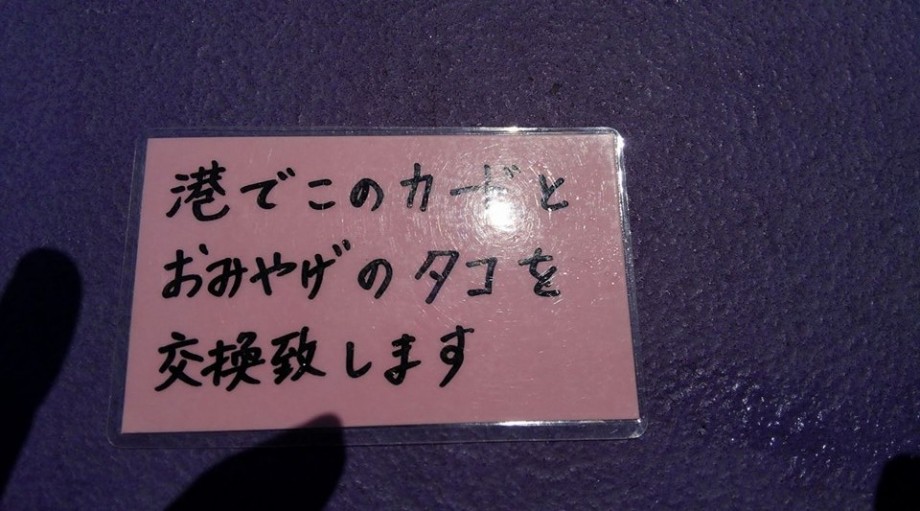 港でこのカードと
おみやげのタコを
交換致します